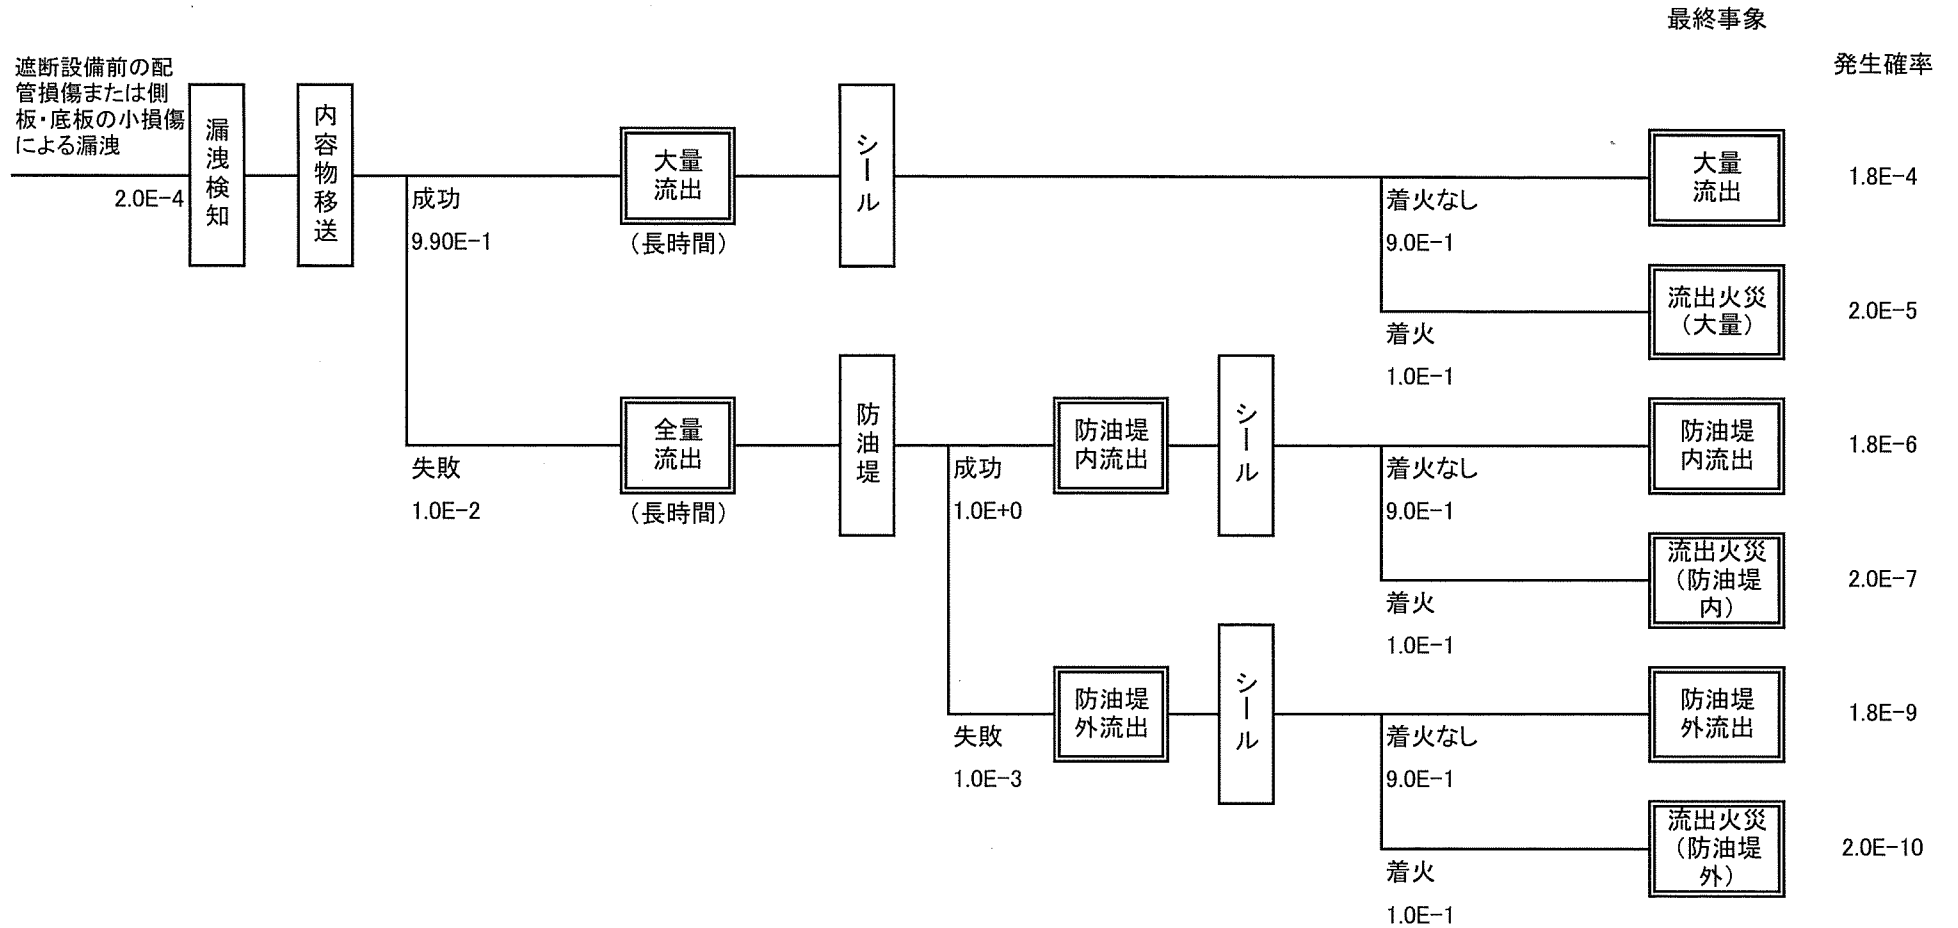 最終事象
発生確率
遮断設備前の配
管損傷または側
板・底板の小損傷
による漏洩
2.0E-4
漏洩検知
内容物移送
成功
9.90E-1
大量
流出
(長時間)
シール
着火なし
9.0E-1
大量
流出
1.8E-4
着火
1.0E-1
流出火災
(大量)
2.0E-5
失敗
1.0E-2
全量
流出
(長時間)
防油堤
成功
1.0E+0
防油堤
内流出
シール
着火なし
9.0E-1
防油堤
内流出
1.8E-6
着火
1.0E-1
流出火災
(防油堤
内)
2.0E-7
失敗
1.0E-3
防油堤
外流出
シール
着火なし
9.0E-1
防油堤
外流出
1.8E-9
着火
1.0E-1
流出火災
(防油堤
外)
2.0E-10